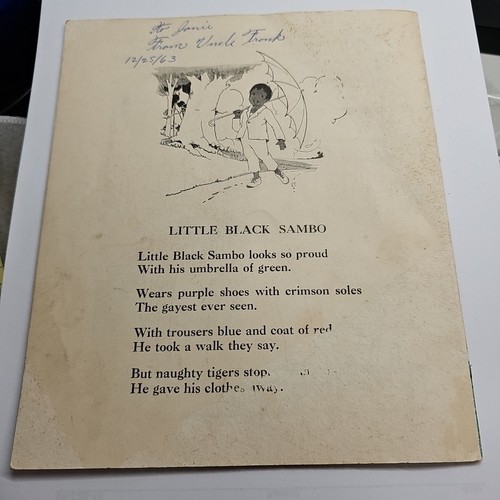 To Janie
From Uncle Frank
12/25/63
LITTLE BLACK SAMBO
Little Black Sambo looks so proud
With his umbrella of green.
Wears purple shoes with crimson soles
The gayest ever seen.
With trousers blue and coat of red
He took a walk they say.
But naughty tigers stop
He gave his clothes away.